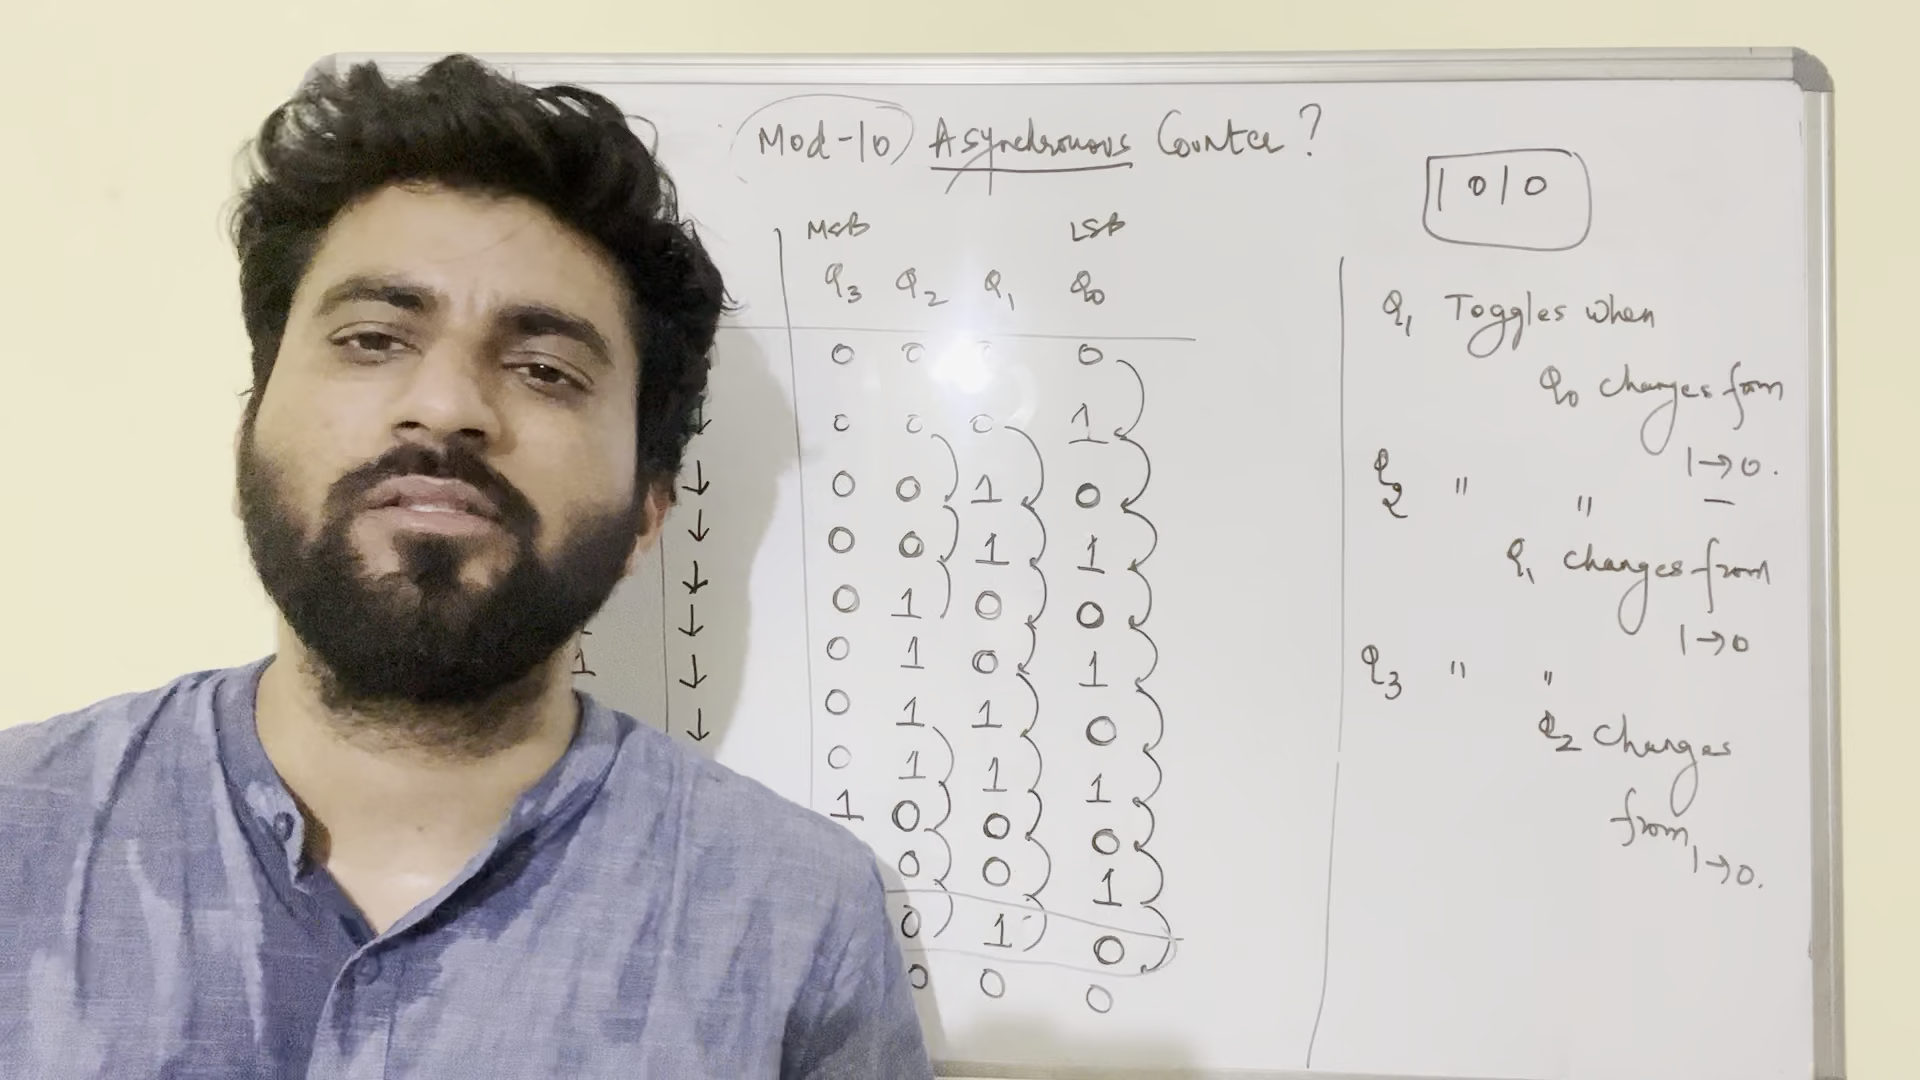 Mod-10 Asynchronous Counter?
1010
MSB LSB
Q3 Q2 Q1 Q0
0 0 0
0 0 0 1
0 0 1 0
0 0 1 1
0 1 0 0
0 1 0 1
0 1 1 0
0 1 1 1
1 0 0 0
0 0 1
0 1 0
0 0 0
↓
↓
↓
↓
↓
1 ↓
↓
Q1 Toggles when
Q0 changes from
1→0.
Q2 " " —
Q1 changes from
1→0
Q3 " "
Q2 changes
from 1→0.